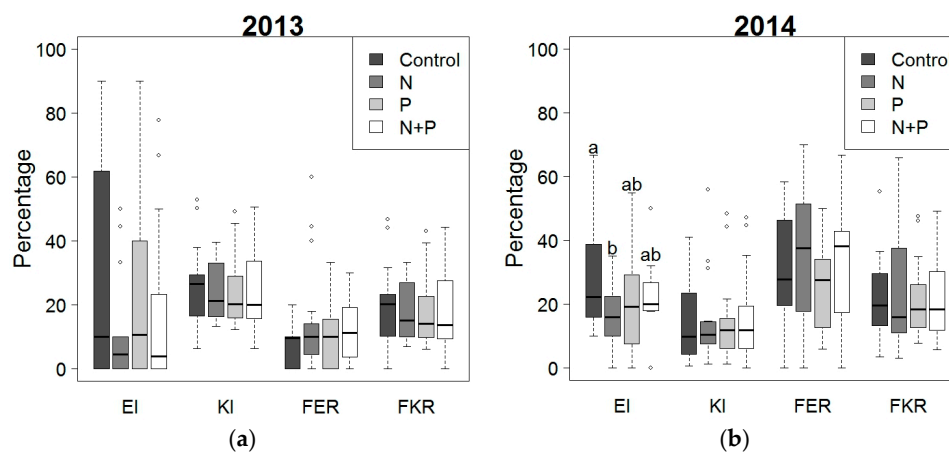 2013
100
80
60
40
20
0
Percentage
Control
N
P
N+P
EI KI FER FKR
(a)
2014
100
80
60
40
20
0
Percentage
Control
N
P
N+P
a
b
ab
ab
EI KI FER FKR
(b)